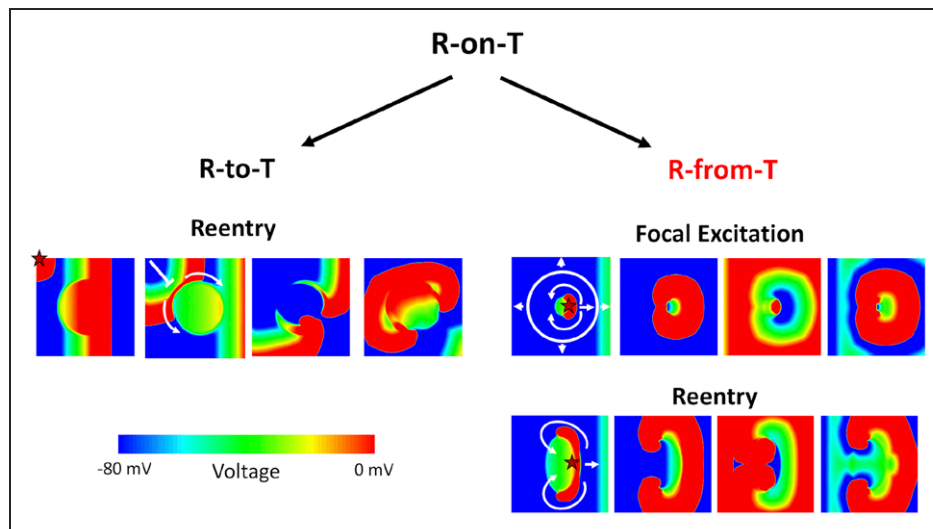 R-on-T
R-to-T
R-from-T
Reentry
Focal Excitation
Reentry
-80 mV
Voltage
0 mV